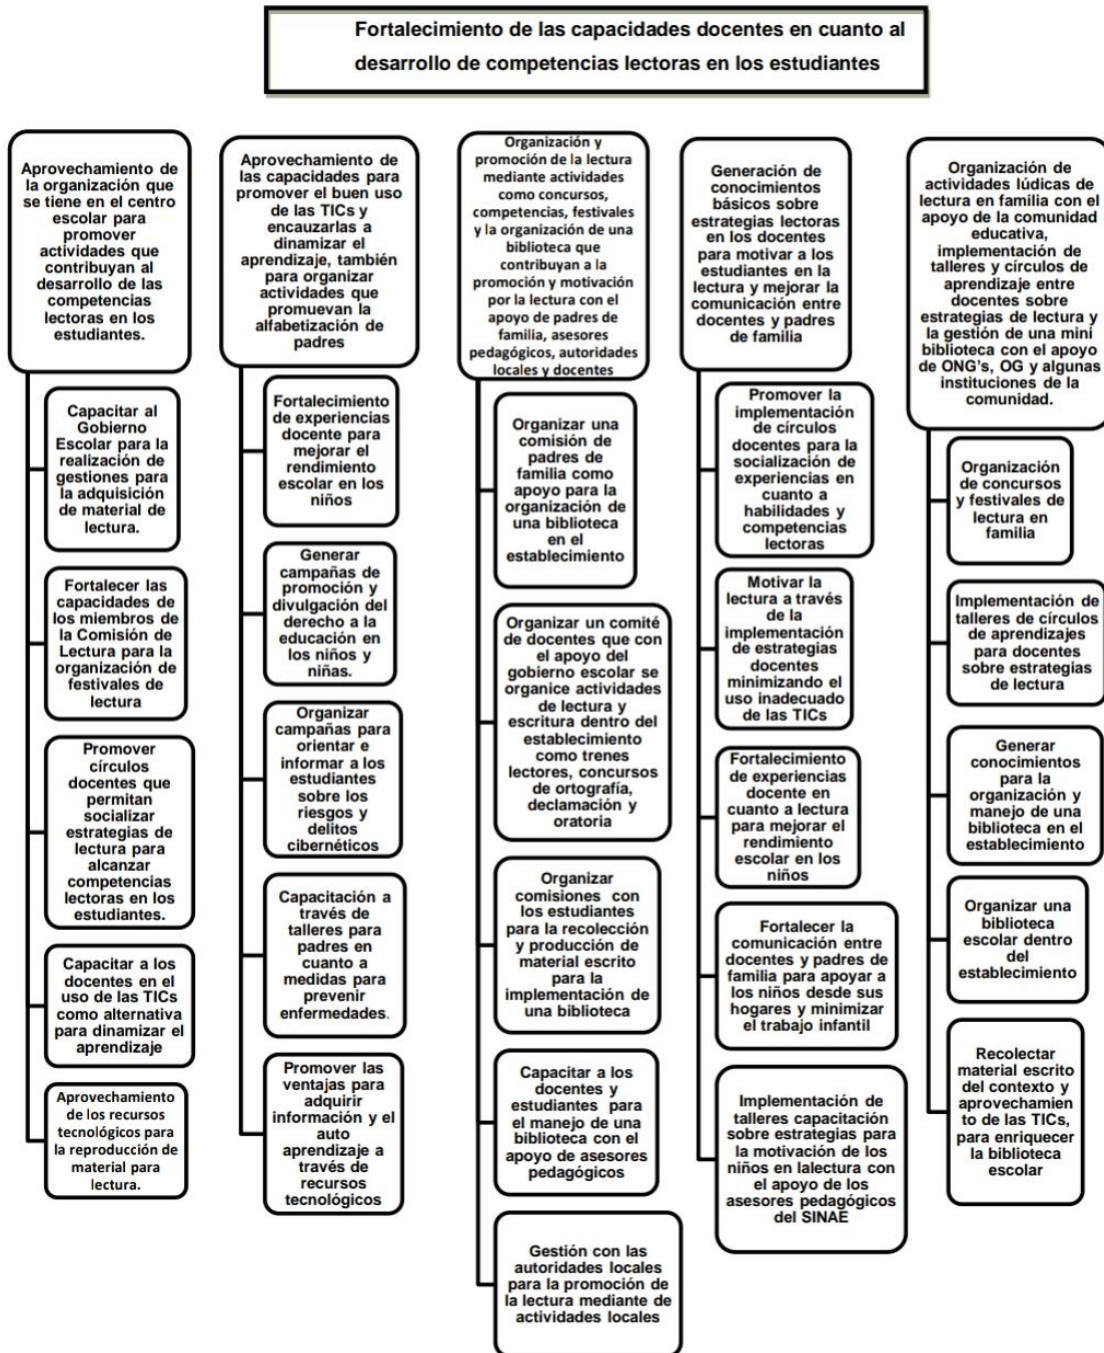 Fortalecimiento de las capacidades docentes en cuanto al
desarrollo de competencias lectoras en los estudiantes
Aprovechamiento de
la organización que
se tiene en el centro
escolar para
promover
actividades que
contribuyan al
desarrollo de las
competencias
lectoras en los
estudiantes.
Capacitar al
Gobierno
Escolar para la
realización de
gestiones para
la adquisición
de material de
lectura.
Fortalecer las
capacidades de
los miembros de
la Comisión de
Lectura para la
organización de
festivales de
lectura
Promover
círculos
docentes que
permitan
socializar
estrategias de
lectura para
alcanzar
competencias
lectoras en los
estudiantes.
Capacitar a los
docentes en el
uso de las TICs
como alternativa
para dinamizar el
aprendizaje
Aprovechamiento
de los recursos
tecnológicos para
la reproducción de
material para
lectura.
Aprovechamiento de
las capacidades para
promover el buen uso
de las TICs y
encauzarlas a
dinamizar el
aprendizaje, también
para organizar
actividades que
promuevan la
alfabetización de
padres
Fortalecimiento
de experiencias
docente para
mejorar el
rendimiento
escolar en los
niños
Generar
campañas de
promoción y
divulgación del
derecho a la
educación en
los niños y
niñas.
Organizar
campañas para
orientar e
informar a los
estudiantes
sobre los
riesgos y
delitos
cibernéticos
Capacitación a
través de
talleres para
padres en
cuanto a
medidas para
prevenir
enfermedades.
Promover las
ventajas para
adquirir
información y el
auto
aprendizaje a
través de
recursos
tecnológicos
Organización y
promoción de la lectura
mediante actividades
como concursos,
competencias, festivales
y la organización de una
biblioteca que
contribuyan a la
promoción y motivación
por la lectura con el
apoyo de padres de
familia, asesores
pedagógicos, autoridades
locales y docentes
Organizar una
comisión de
padres de
familia como
apoyo para la
organización de
una biblioteca
en el
establecimiento
Organizar un comité
de docentes que con
el apoyo del
gobierno escolar se
organice actividades
de lectura y
escritura dentro del
establecimiento
como trenes
lectores, concursos
de ortografía,
declamación y
oratoria
Organizar
comisiones con
los estudiantes
para la recolección
y producción de
material escrito
para la
implementación de
una biblioteca
Capacitar a los
docentes y
estudiantes para
el manejo de una
biblioteca con el
apoyo de asesores
pedagógicos
Gestión con las
autoridades locales
para la promoción de
la lectura mediante de
actividades locales
Generación de
conocimientos
básicos sobre
estrategias lectoras
en los docentes
para motivar a los
estudiantes en la
lectura y mejorar la
comunicación entre
docentes y padres
de familia
Promover la
implementación
de círculos
docentes para la
socialización de
experiencias en
cuanto a
habilidades y
competencias
lectoras
Motivar la
lectura a través
de la
implementación
de estrategias
docentes
minimizando el
uso inadecuado
de las TICs
Fortalecimiento
de experiencias
docente en
cuanto a lectura
para mejorar el
rendimiento
escolar en los
niños
Fortalecer la
comunicación entre
docentes y padres de
familia para apoyar a
los niños desde sus
hogares y minimizar
el trabajo infantil
Implementación de
talleres capacitación
sobre estrategias para
la motivación de los
niños en lalectura con
el apoyo de los
asesores pedagógicos
del SINAE
Organización de
actividades lúdicas de
lectura en familia con el
apoyo de la comunidad
educativa,
implementación de
talleres y círculos de
aprendizaje entre
docentes sobre
estrategias de lectura y
la gestión de una mini
biblioteca con el apoyo
de ONG's, OG y algunas
instituciones de la
comunidad.
Organización
de concursos
y festivales de
lectura en
familia
Implementación de
talleres de círculos
de aprendizajes
para docentes
sobre estrategias
de lectura
Generar
conocimientos
para la
organización y
manejo de una
biblioteca en el
establecimiento
Organizar una
biblioteca
escolar dentro
del
establecimiento
Recolectar
material escrito
del contexto y
aprovechamien
to de las TICs,
para enriquecer
la biblioteca
escolar